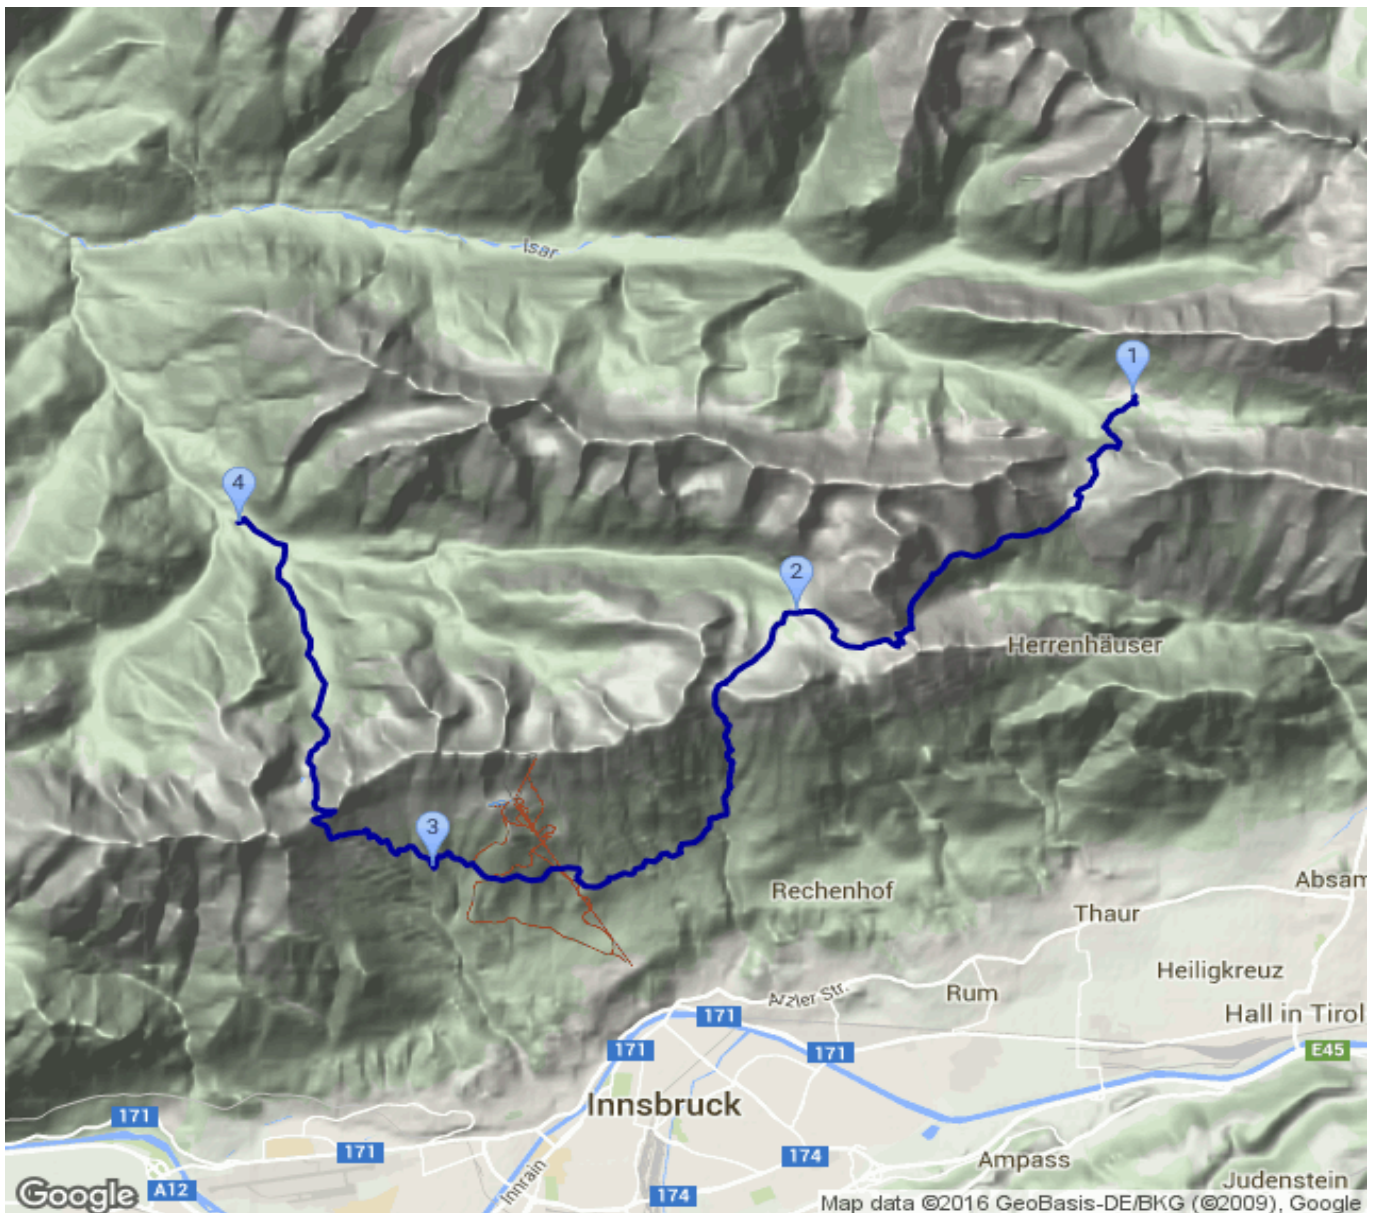 Isar
1
4
2
Herrenhäuser
3
Absam
Rechenhof
Thaur
Heiligkreuz
Arzler Str.
Rum
Hall in Tirol
171
171
171
E45
Innsbruck
171
171
174
Ampass
Innrain
Judenstein
Google
A12
174
Map data ©2016 GeoBasis-DE/BKG (©2009), Google